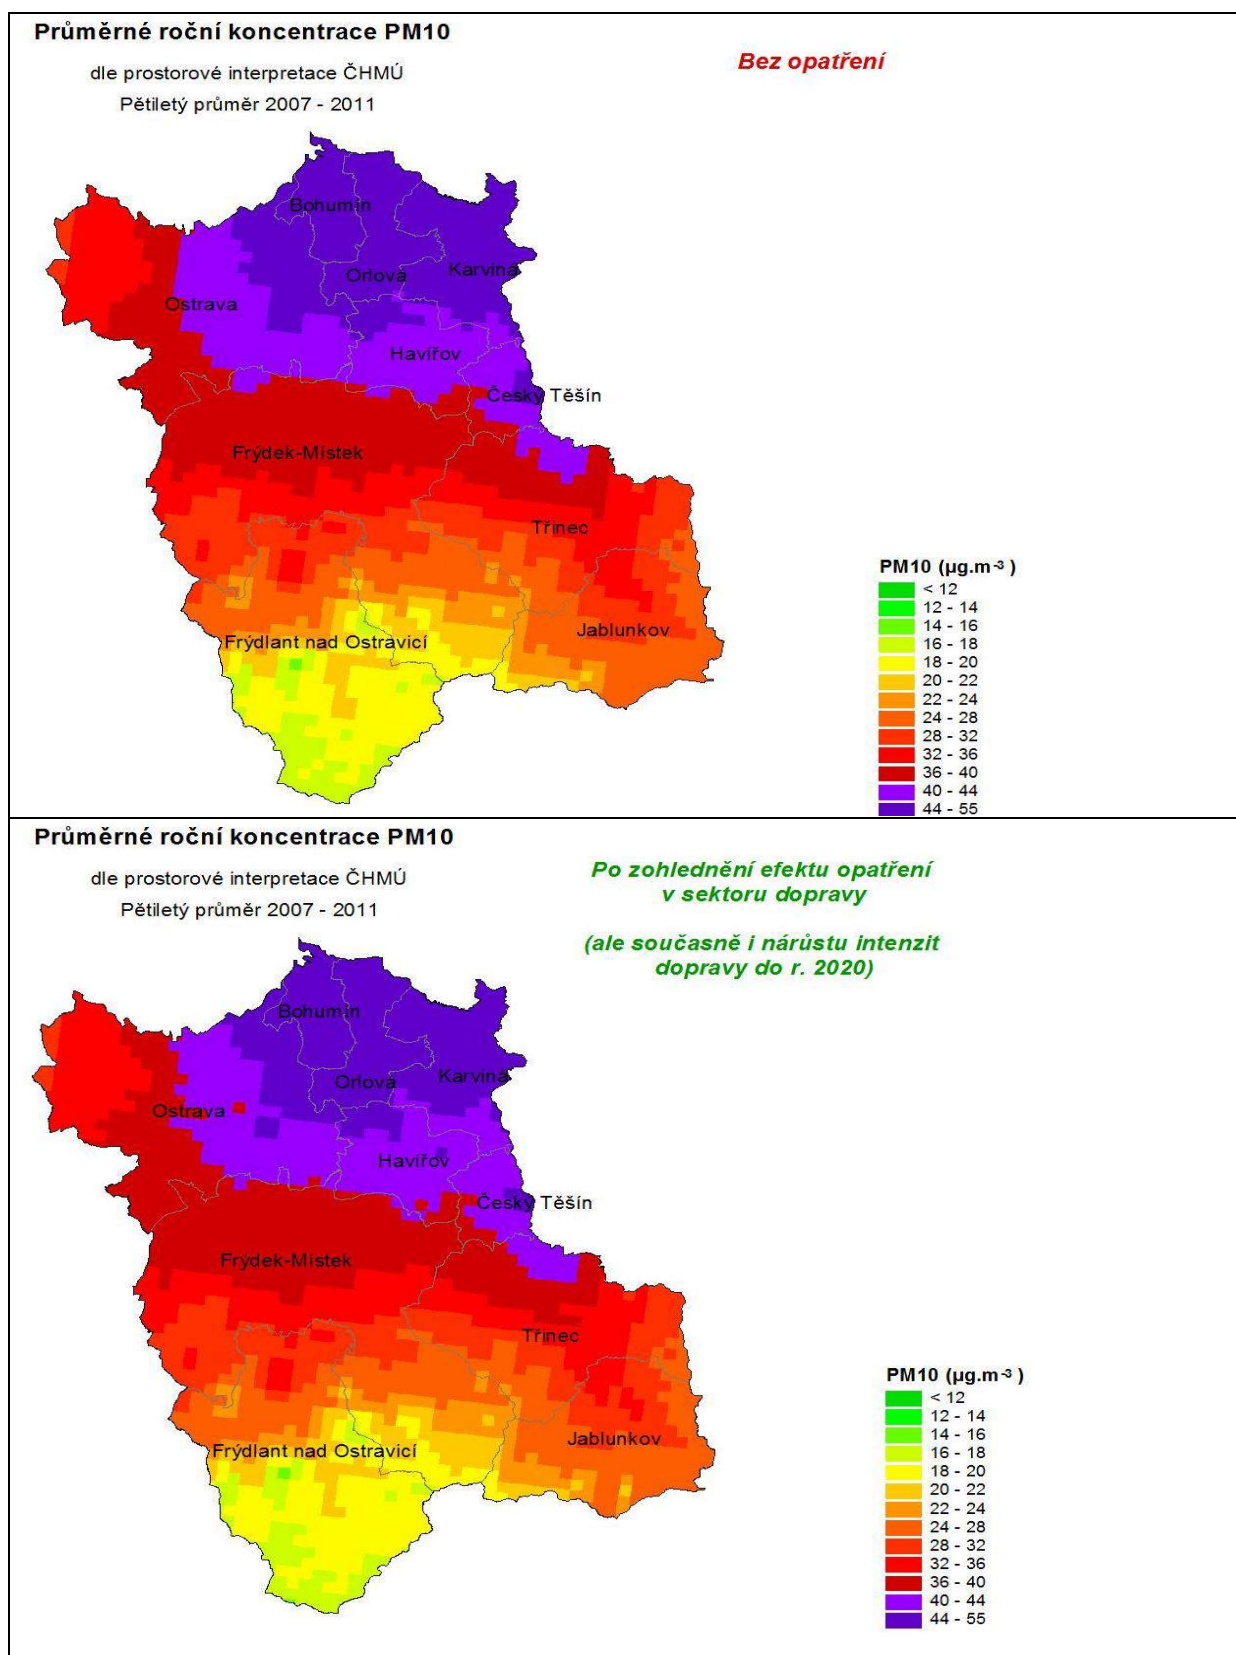 Průměrné roční koncentrace PM10
dle prostorové interpretace ČHMÚ
Pětiletý průměr 2007 - 2011
Bez opatření
Bohumín
Orlová
Karviná
Ostrava
Havířov
Český Těšín
Frýdek-Místek
Třinec
Jablunkov
Frýdlant nad Ostravicí
PM10 (µg.m-3 )
< 12
12 - 14
14 - 16
16 - 18
18 - 20
20 - 22
22 - 24
24 - 28
28 - 32
32 - 36
36 - 40
40 - 44
44 - 55
Průměrné roční koncentrace PM10
dle prostorové interpretace ČHMÚ
Pětiletý průměr 2007 - 2011
Po zohlednění efektu opatření
v sektoru dopravy
(ale současně i nárůstu intenzit
dopravy do r. 2020)
Bohumín
Orlová
Karviná
Ostrava
Havířov
Český Těšín
Frýdek-Místek
Třinec
Jablunkov
Frýdlant nad Ostravicí
PM10 (µg.m-3 )
< 12
12 - 14
14 - 16
16 - 18
18 - 20
20 - 22
22 - 24
24 - 28
28 - 32
32 - 36
36 - 40
40 - 44
44 - 55